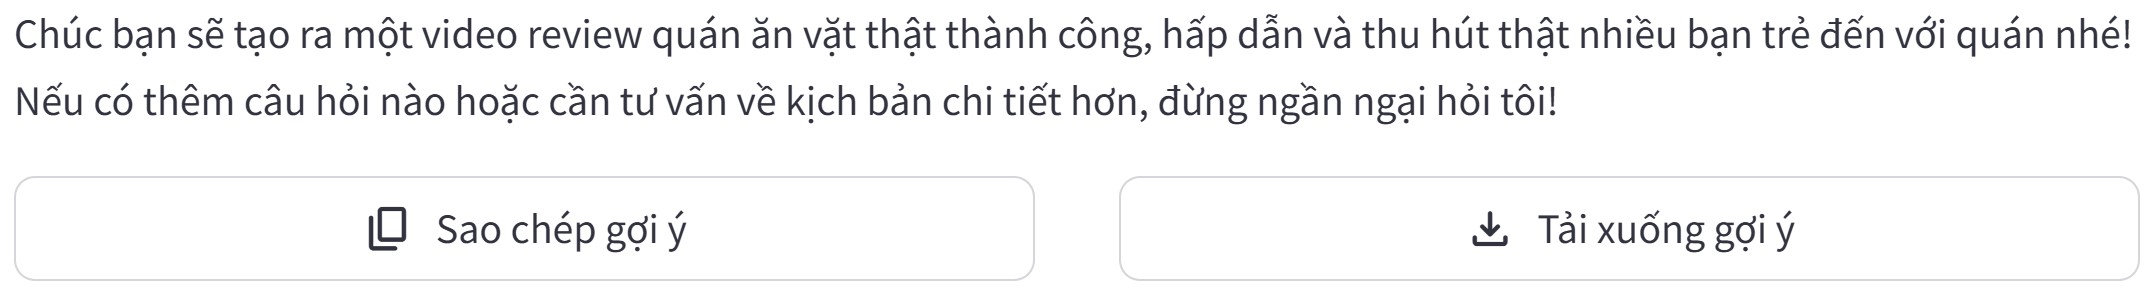 Chúc bạn sẽ tạo ra một video review quán ăn vặt thật thành công, hấp dẫn và thu hút thật nhiều bạn trẻ đến với quán nhé!
Nếu có thêm câu hỏi nào hoặc cần tư vấn về kịch bản chi tiết hơn, đừng ngần ngại hỏi tôi!
Sao chép gợi ý
Tải xuống gợi ý